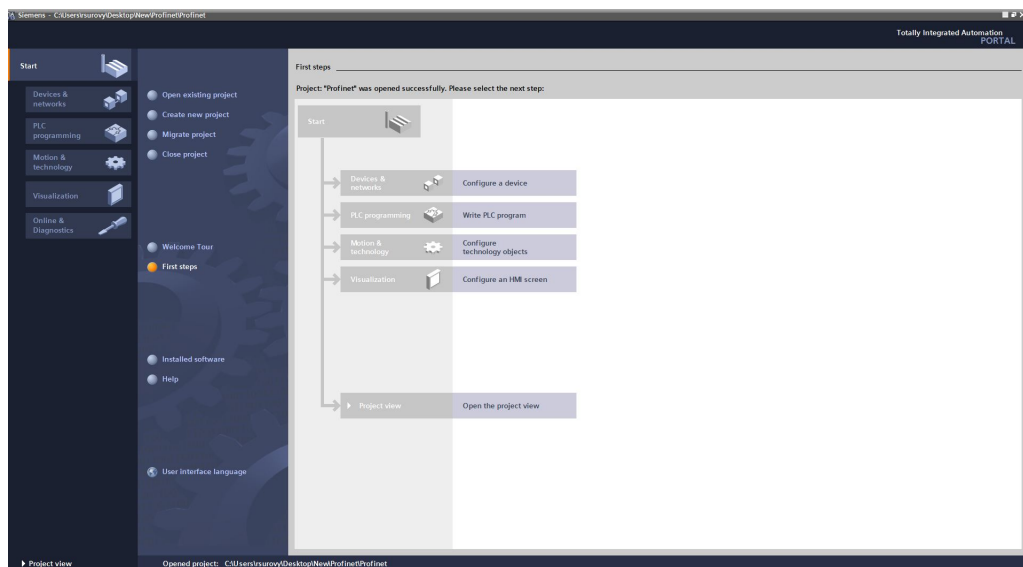 Siemens - C:\Users\rsurovy\Desktop\New\Profinet\Profinet
Totally Integrated Automation
PORTAL
Start
Devices &
networks
PLC
programming
Motion &
technology
Visualization
Online &
Diagnostics
Open existing project
Create new project
Migrate project
Close project
Welcome Tour
First steps
Installed software
Help
User interface language
First steps
Project: "Profinet" was opened successfully. Please select the next step:
Start
Devices &
networks
Configure a device
PLC programming
Write PLC program
Motion &
technology
Configure
technology objects
Visualization
Configure an HMI screen
Project view
Open the project view
Project view
Opened project: C:\Users\rsurovy\Desktop\New\Profinet\Profinet